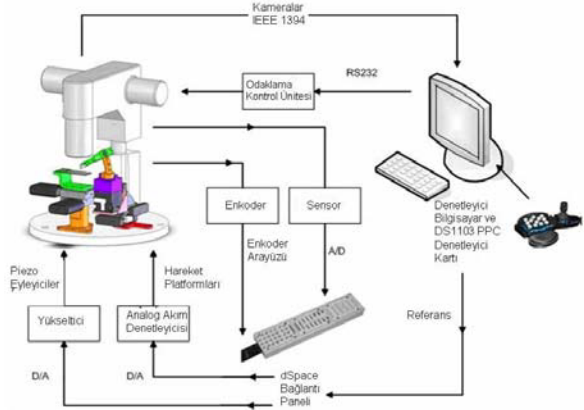 Kameralar
IEEE 1394
RS232
Odaklama
Kontrol Ünitesi
Enkoder
Sensor
Denetleyici
Bilgisayar ve
DS1103 PPC
Denetleyici
Kartı
Enkoder
Arayüzü
A/D
Piezo
Eyleyiciler
Hareket
Platformları
Yükseltici
Analog Akım
Denetleyicisi
Referans
D/A
D/A
dSpace
Bağlantı
Paneli